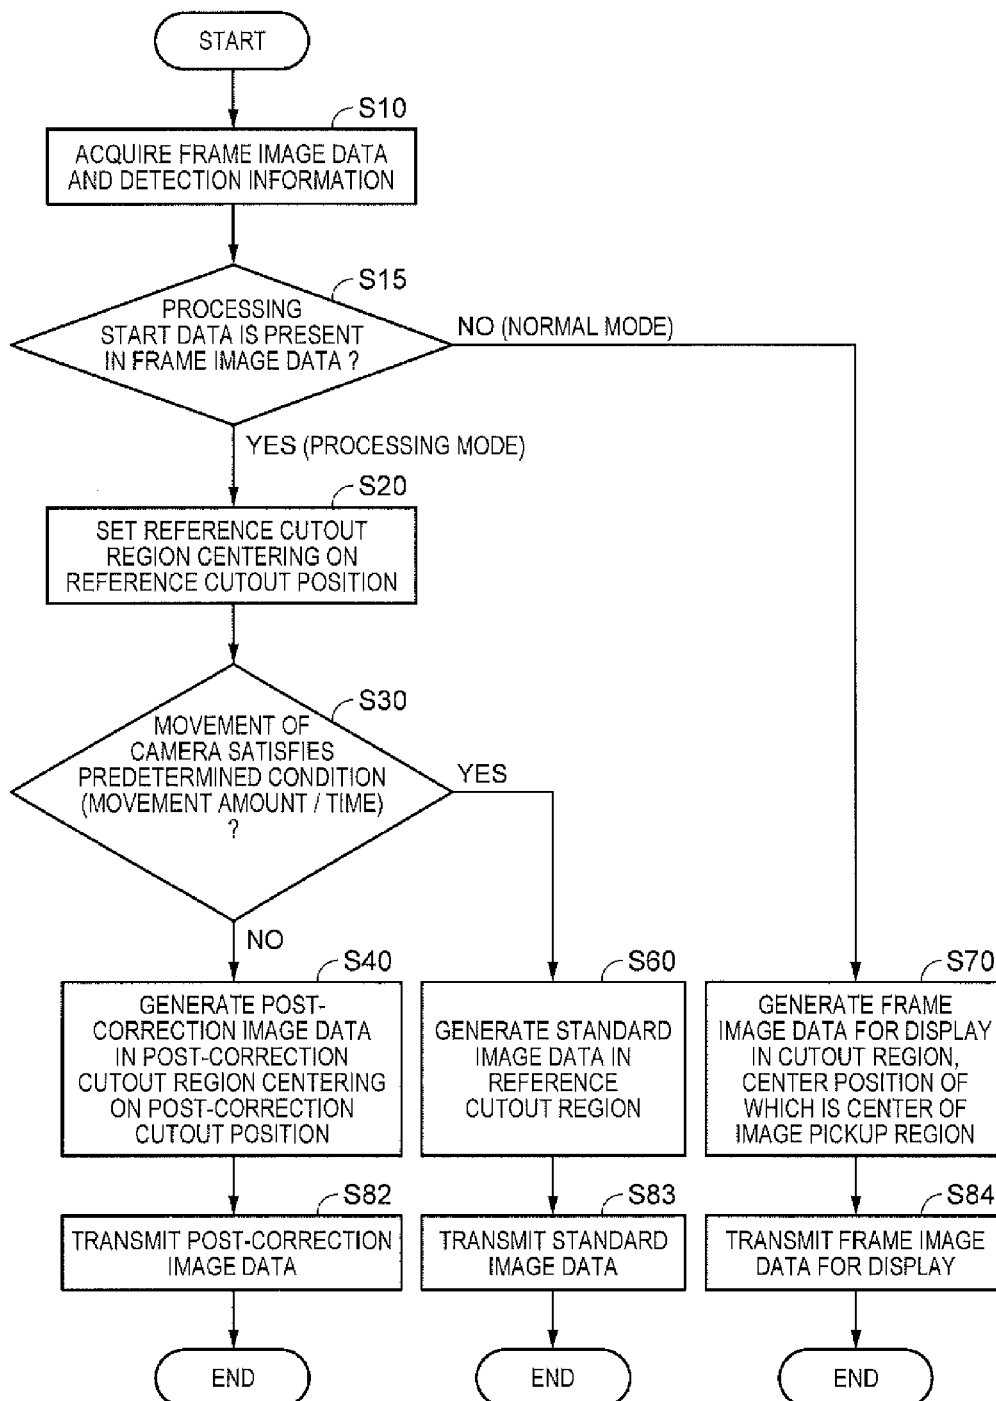 START
S10
ACQUIRE FRAME IMAGE DATA
AND DETECTION INFORMATION
S15
PROCESSING
START DATA IS PRESENT
IN FRAME IMAGE DATA ?
NO (NORMAL MODE)
YES (PROCESSING MODE)
S20
SET REFERENCE CUTOUT
REGION CENTERING ON
REFERENCE CUTOUT POSITION
S30
MOVEMENT OF
CAMERA SATISFIES
PREDETERMINED CONDITION
(MOVEMENT AMOUNT / TIME)
?
YES
NO
S40
GENERATE POST-
CORRECTION IMAGE DATA
IN POST-CORRECTION
CUTOUT REGION CENTERING
ON POST-CORRECTION
CUTOUT POSITION
S60
GENERATE STANDARD
IMAGE DATA IN
REFERENCE
CUTOUT REGION
S70
GENERATE FRAME
IMAGE DATA FOR DISPLAY
IN CUTOUT REGION,
CENTER POSITION OF
WHICH IS CENTER OF
IMAGE PICKUP REGION
S82
TRANSMIT POST-CORRECTION
IMAGE DATA
S83
TRANSMIT STANDARD
IMAGE DATA
S84
TRANSMIT FRAME IMAGE
DATA FOR DISPLAY
END
END
END